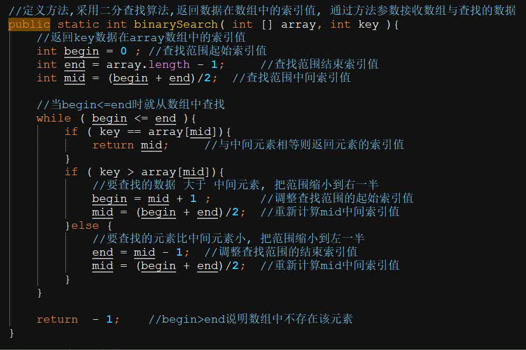 //定义方法,采用二分查找算法,返回数据在数组中的索引值, 通过方法参数接收数组与查找的数据
public static int binarySearch( int [] array, int key ){
//返回key数据在array数组中的索引值
int begin = 0 ; //查找范围起始索引值
int end = array.length - 1; //查找范围结束索引值
int mid = (begin + end)/2; //查找范围中间索引值
//当begin<=end时就从数组中查找
while ( begin <= end ){
if ( key == array[mid]){
return mid; //与中间元素相等则返回元素的索引值
}
if ( key > array[mid]){
//要查找的数据 大于 中间元素, 把范围缩小到右一半
begin = mid + 1 ; //调整查找范围的起始索引值
mid = (begin + end)/2; //重新计算mid中间索引值
}else {
//要查找的元素比中间元素小, 把范围缩小到左一半
end = mid - 1; //调整查找范围的结束索引值
mid = (begin + end)/2; //重新计算mid中间索引值
}
}
return - 1; //begin>end说明数组中不存在该元素
}